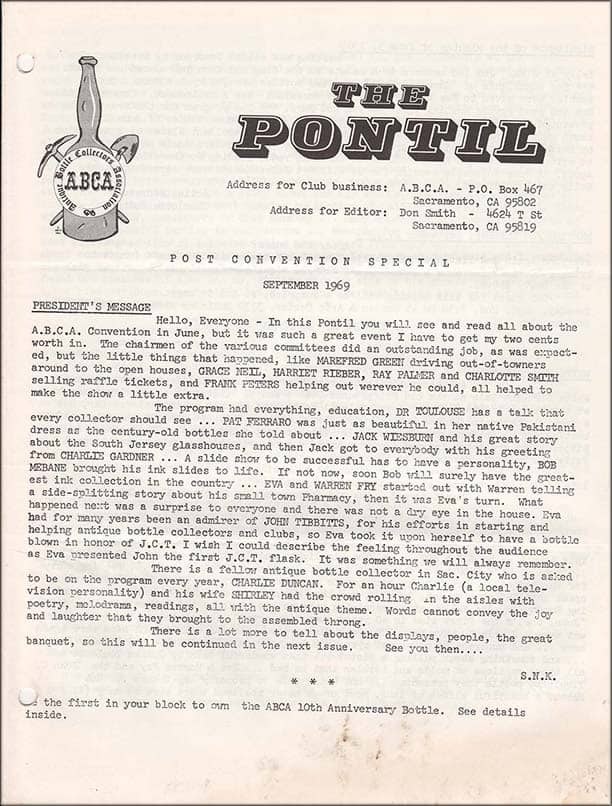 THE
PONTIL
Antique Bottle Collectors Association
A.B.C.A
Address for Club business: A.B.C.A. - P.O. Box 467
Sacramento, CA 95802
Address for Editor: Don Smith - 4624 T St
Sacramento, CA 95819
POST CONVENTION SPECIAL
SEPTEMBER 1969
PRESIDENT'S MESSAGE
Hello, Everyone - In this Pontil you will see and read all about the
A.B.C.A. Convention in June, but it was such a great event I have to get my two cents
worth in. The chairmen of the various committees did an outstanding job, as was expect-
ed, but the little things that happened, like MAREFRED GREEN driving out-of-towners
around to the open houses, GRACE NEIL, HARRIET RIEBER, RAY PALMER and CHARLOTTE SMITH
selling raffle tickets, and FRANK PETERS helping out werever he could, all helped to
make the show a little extra.
The program had everything, education, DR TOULOUSE has a talk that
every collector should see ... PAT FERRARO was just as beautiful in her native Pakistani
dress as the century-old bottles she told about ... JACK WIESBURN and his great story
about the South Jersey glasshouses, and then Jack got to everybody with his greeting
from CHARLIE GARDNER ... A slide show to be successful has to have a personality, BOB
MEBANE brought his ink slides to life. If not now, soon Bob will surely have the great-
est ink collection in the country ... EVA and WARREN FRY started out with Warren telling
a side-splitting story about his small town Pharmacy, then it was Eva's turn. What
happened next was a surprise to everyone and there was not a dry eye in the house. Eva
had for many years been an admirer of JOHN TIBBITTS, for his efforts in starting and
helping antique bottle collectors and clubs, so Eva took it upon herself to have a bottle
blown in honor of J.C.T. I wish I could describe the feeling throughout the audience
as Eva presented John the first J.C.T. flask. It was something we will always remember.
There is a fellow antique bottle collector in Sac. City who is asked
to be on the program every year, CHARLIE DUNCAN. For an hour Charlie (a local tele-
vision personality) and his wife SHIRLEY had the crowd rolling in the aisles with
poetry, melodrama, readings, all with the antique theme. Words cannot convey the joy
and laughter that they brought to the assembled throng.
There is a lot more to tell about the displays, people, the great
banquet, so this will be continued in the next issue. See you then....
S.N.K.
* * *
the first in your block to own the ABCA 10th Anniversary Bottle. See details
inside.